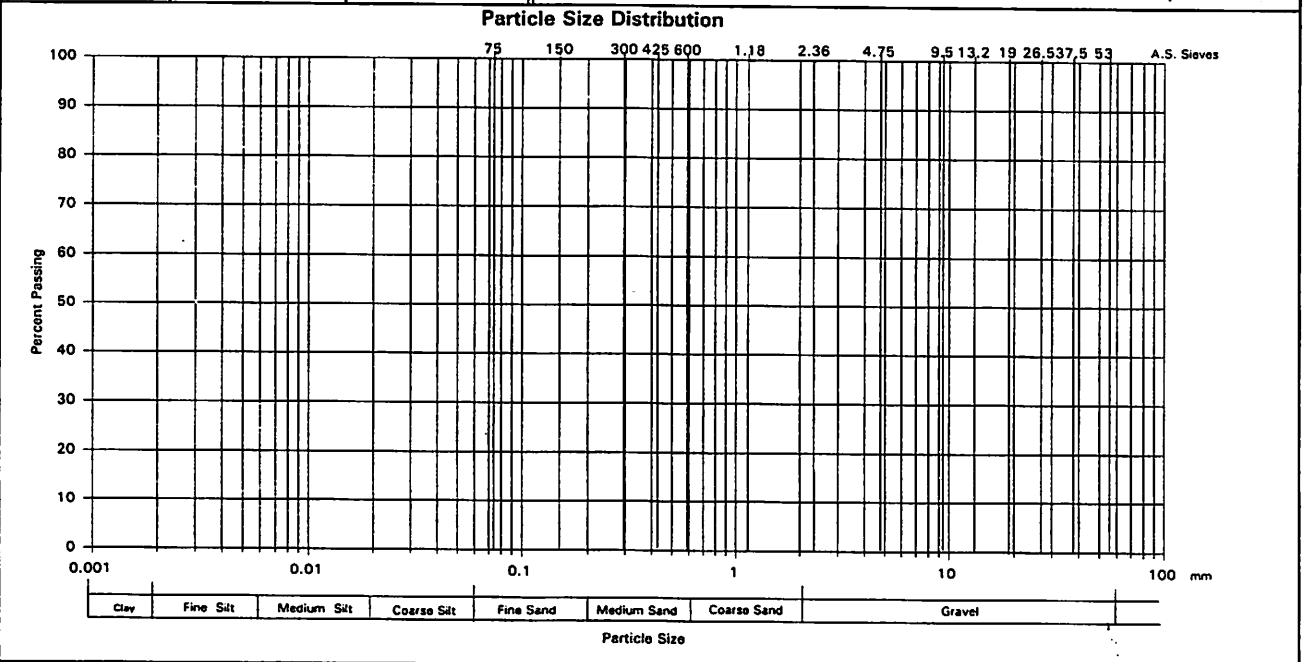 Particle Size Distribution
75 150 300 425 600 1.18 2.36 4.75 9.5 13.2 19 26.5 37.5 53 A.S. Sieves
100
90
80
70
60
50
40
30
20
10
0
Percent Passing
0.001 0.01 0.1 1 10 100 mm
Clay Fine Silt Medium Silt Coarse Silt Fine Sand Medium Sand Coarse Sand Gravel
Particle Size